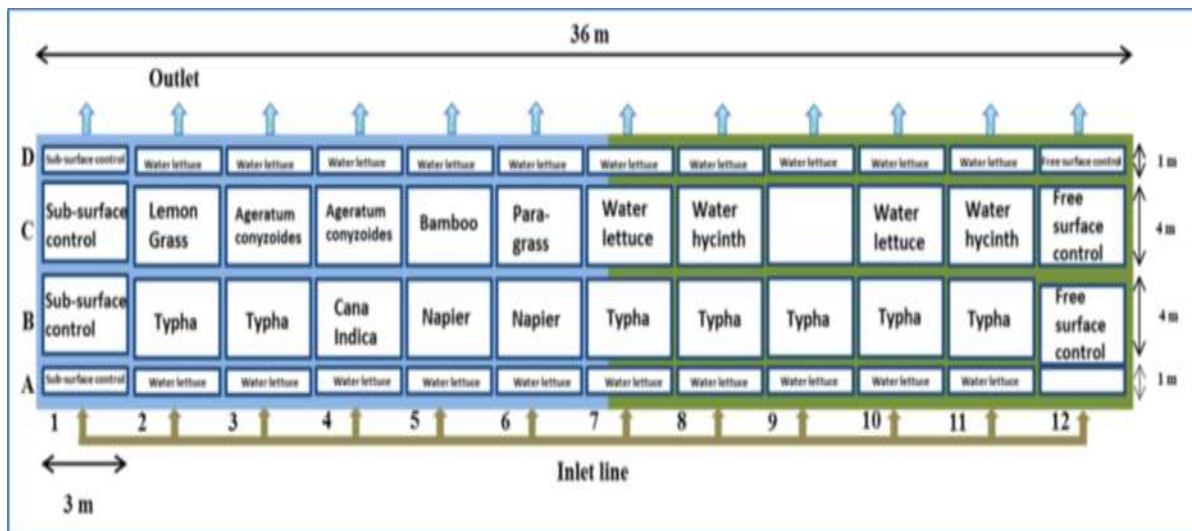 36 m
Outlet
D
Sub-surface control
Water lettuce
Water lettuce
Water lettuce
Water lettuce
Water lettuce
Water lettuce
Water lettuce
Water lettuce
Water lettuce
Water lettuce
Free surface control
1 m
C
Sub-surface
control
Lemon
Grass
Ageratum
conyzoides
Ageratum
conyzoides
Bamboo
Para-
grass
Water
lettuce
Water
hycinth
Water
lettuce
Water
hycinth
Free
surface
control
4 m
B
Sub-surface
control
Typha
Typha
Cana
Indica
Napier
Napier
Typha
Typha
Typha
Typha
Typha
Free
surface
control
4 m
A
Sub-surface control
Water lettuce
Water lettuce
Water lettuce
Water lettuce
Water lettuce
Water lettuce
Water lettuce
Water lettuce
Water lettuce
Water lettuce
1 m
1 2 3 4 5 6 7 8 9 10 11 12
Inlet line
3 m